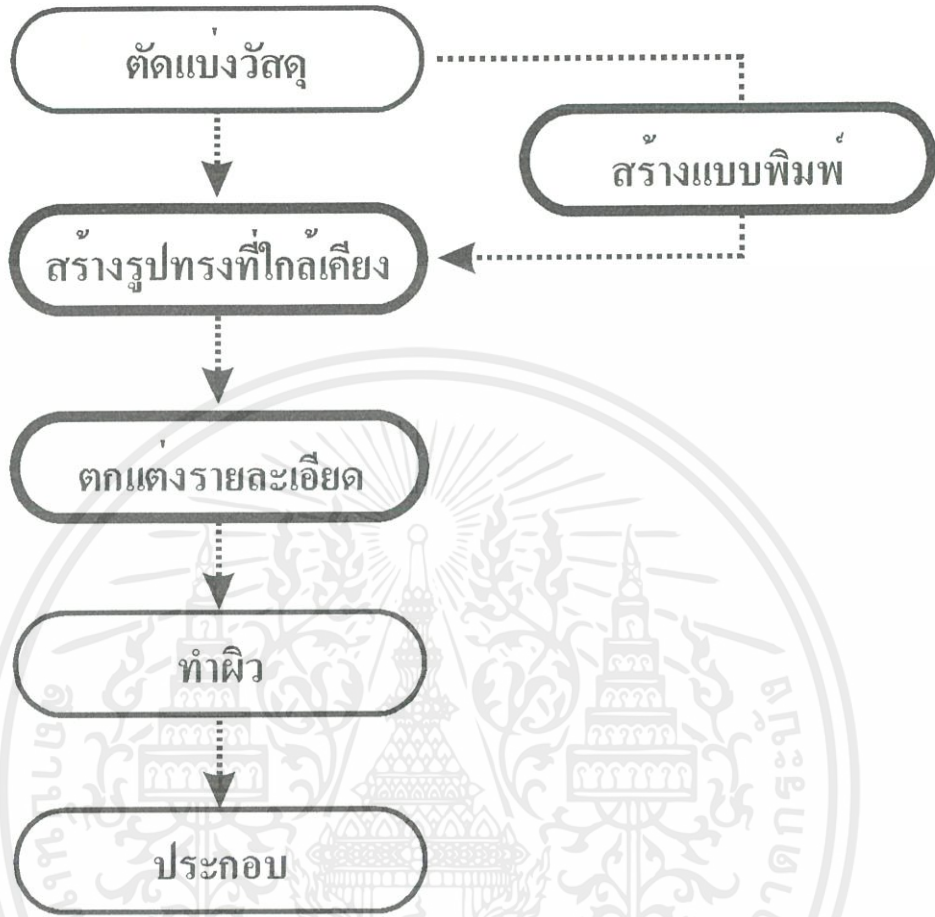 ตัดแบ่งวัสดุ
สร้างแบบพิมพ์
สร้างรูปทรงที่ใกล้เคียง
ตกแต่งรายละเอียด
ทำผิว
ประกอบ